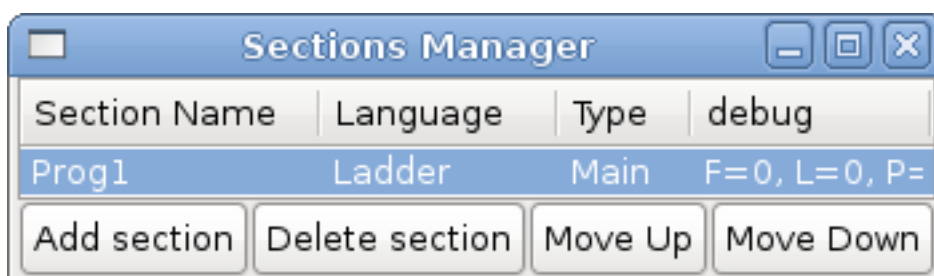 Sections Manager
Section Name Language Type debug
Prog1 Ladder Main F=0, L=0, P=
Add section Delete section Move Up Move Down